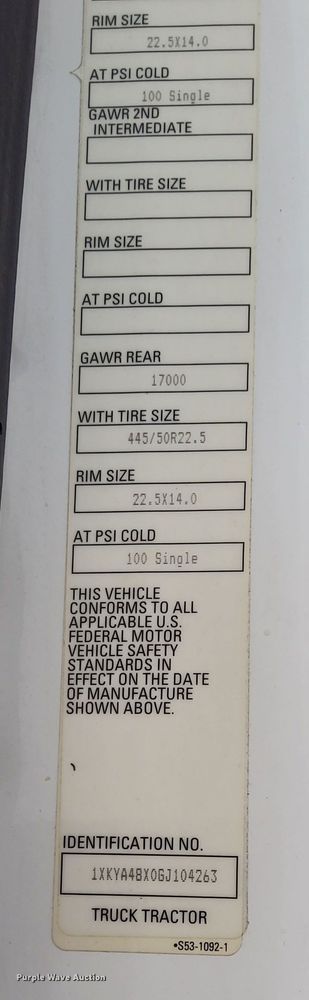 RIM SIZE
22.5X14.0
AT PSI COLD
100 Single
GAWR 2ND
INTERMEDIATE
WITH TIRE SIZE
RIM SIZE
AT PSI COLD
GAWR REAR
17000
WITH TIRE SIZE
445/50R22.5
RIM SIZE
22.5X14.0
AT PSI COLD
100 Single
THIS VEHICLE
CONFORMS TO ALL
APPLICABLE U.S.
FEDERAL MOTOR
VEHICLE SAFETY
STANDARDS IN
EFFECT ON THE DATE
OF MANUFACTURE
SHOWN ABOVE.
IDENTIFICATION NO.
1XKYA48X0GJ104263
TRUCK TRACTOR
•S53-1092-1
Purple Wave Auction